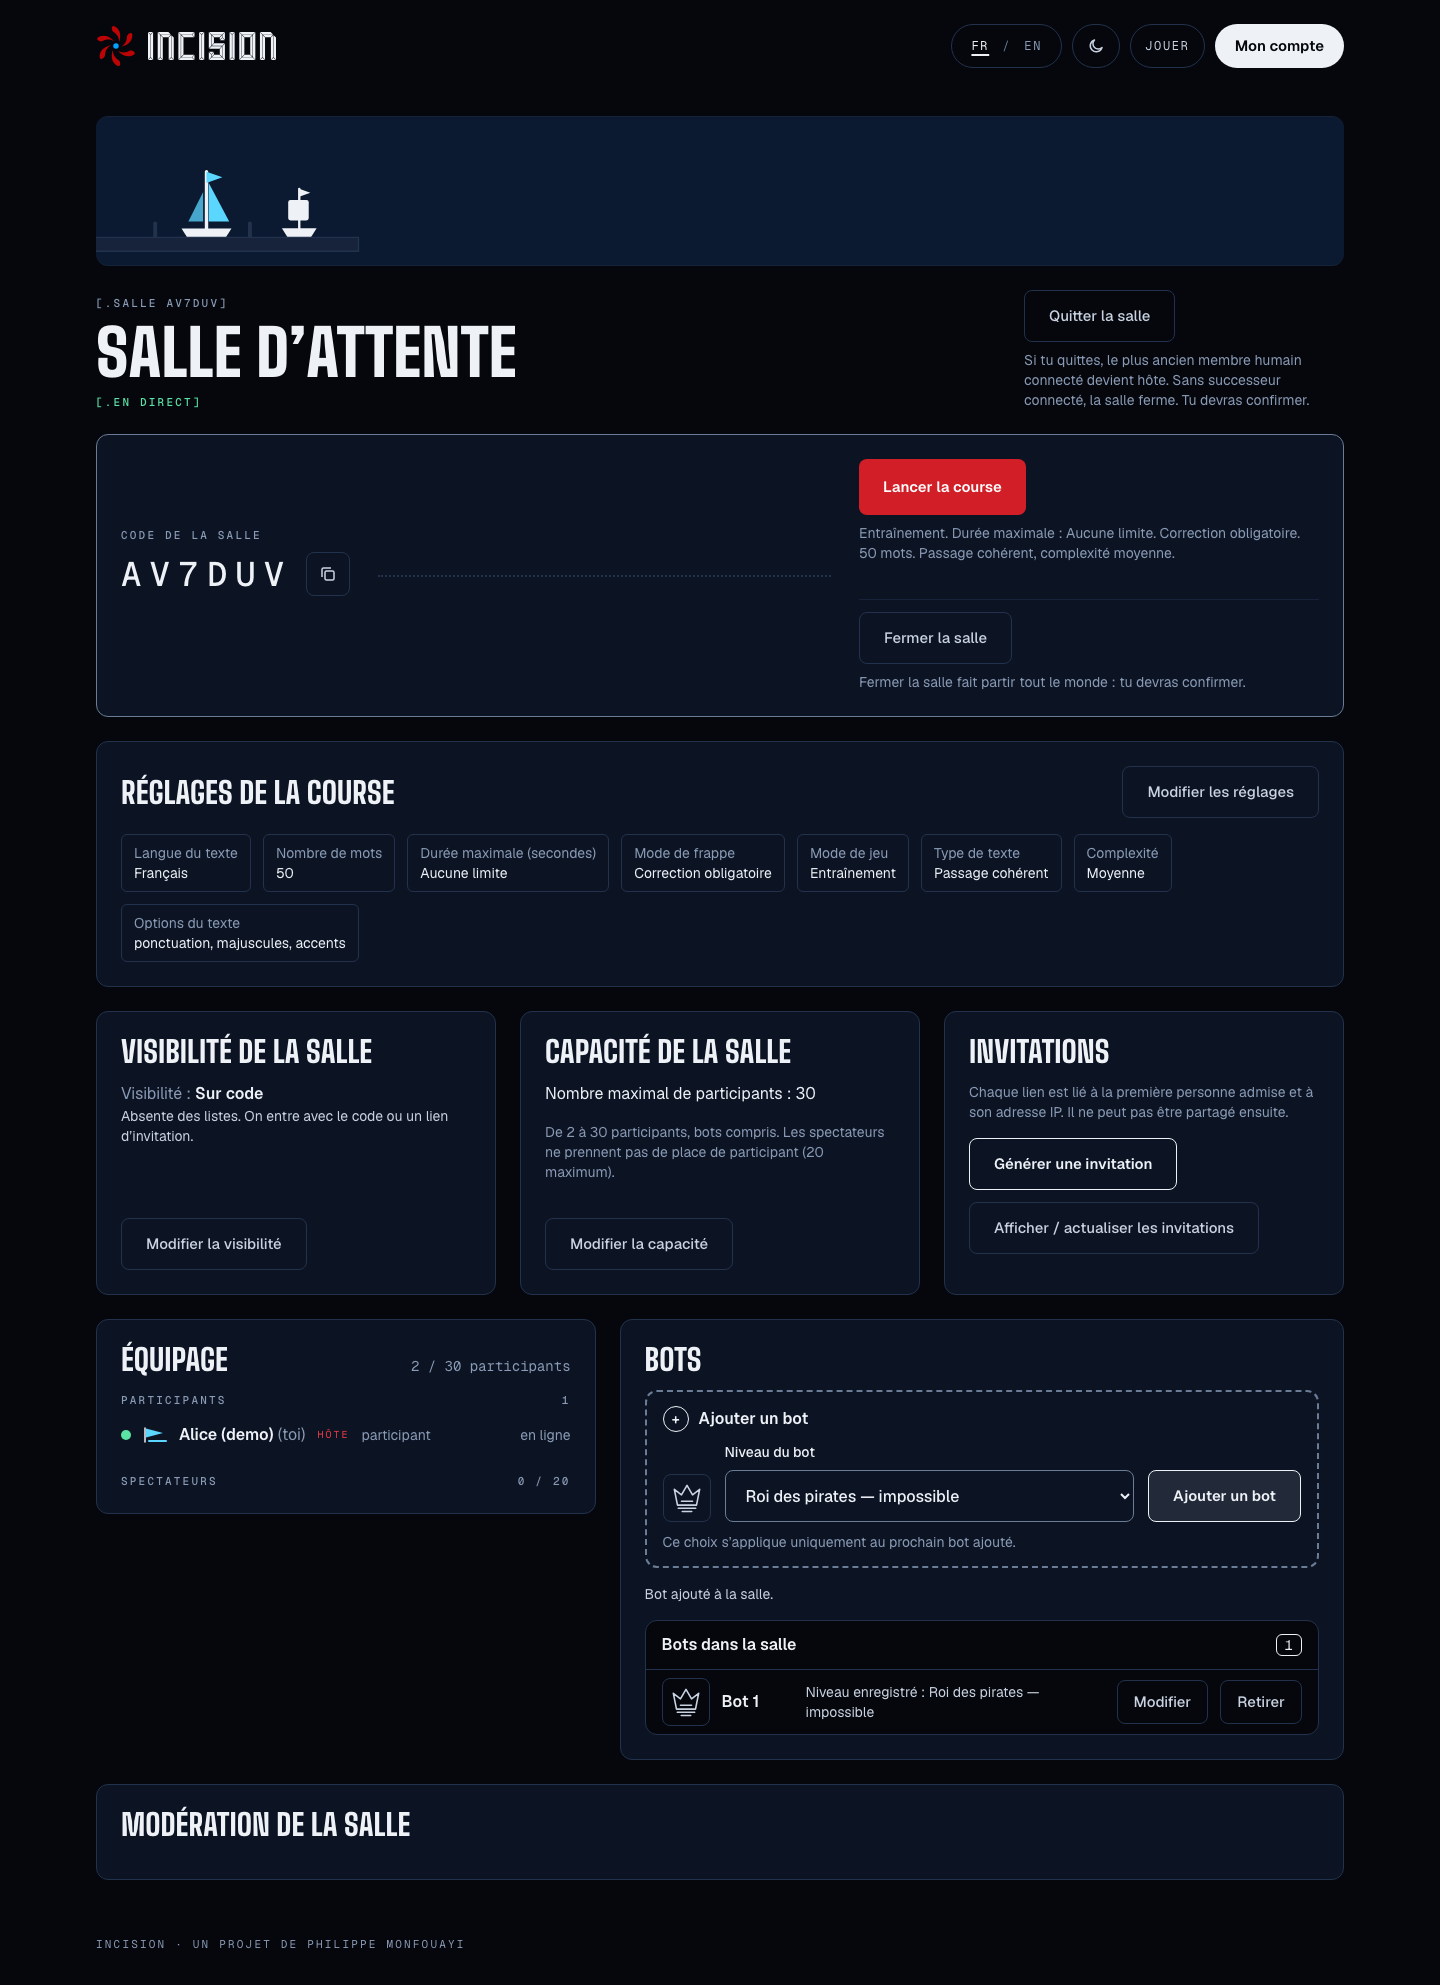 INCISION
FR / EN
JOUER
Mon compte
[.SALLE AV7DUV]
SALLE D’ATTENTE
[.EN DIRECT]
Quitter la salle
Si tu quittes, le plus ancien membre humain
connecté devient hôte. Sans successeur
connecté, la salle ferme. Tu devras confirmer.
CODE DE LA SALLE
AV7DUV
Lancer la course
Entraînement. Durée maximale : Aucune limite. Correction obligatoire.
50 mots. Passage cohérent, complexité moyenne.
Fermer la salle
Fermer la salle fait partir tout le monde : tu devras confirmer.
RÉGLAGES DE LA COURSE
Modifier les réglages
Langue du texte
Français
Nombre de mots
50
Durée maximale (secondes)
Aucune limite
Mode de frappe
Correction obligatoire
Mode de jeu
Entraînement
Type de texte
Passage cohérent
Complexité
Moyenne
Options du texte
ponctuation, majuscules, accents
VISIBILITÉ DE LA SALLE
Visibilité : Sur code
Absente des listes. On entre avec le code ou un lien
d’invitation.
Modifier la visibilité
CAPACITÉ DE LA SALLE
Nombre maximal de participants : 30
De 2 à 30 participants, bots compris. Les spectateurs
ne prennent pas de place de participant (20
maximum).
Modifier la capacité
INVITATIONS
Chaque lien est lié à la première personne admise et à
son adresse IP. Il ne peut pas être partagé ensuite.
Générer une invitation
Afficher / actualiser les invitations
ÉQUIPAGE
2 / 30 participants
PARTICIPANTS
1
Alice (demo) (toi) HÔTE participant
en ligne
SPECTATEURS
0 / 20
BOTS
+ Ajouter un bot
Niveau du bot
Roi des pirates — impossible
Ajouter un bot
Ce choix s’applique uniquement au prochain bot ajouté.
Bot ajouté à la salle.
Bots dans la salle
1
Bot 1
Niveau enregistré : Roi des pirates —
impossible
Modifier
Retirer
MODÉRATION DE LA SALLE
INCISION · UN PROJET DE PHILIPPE MONFOUAYI